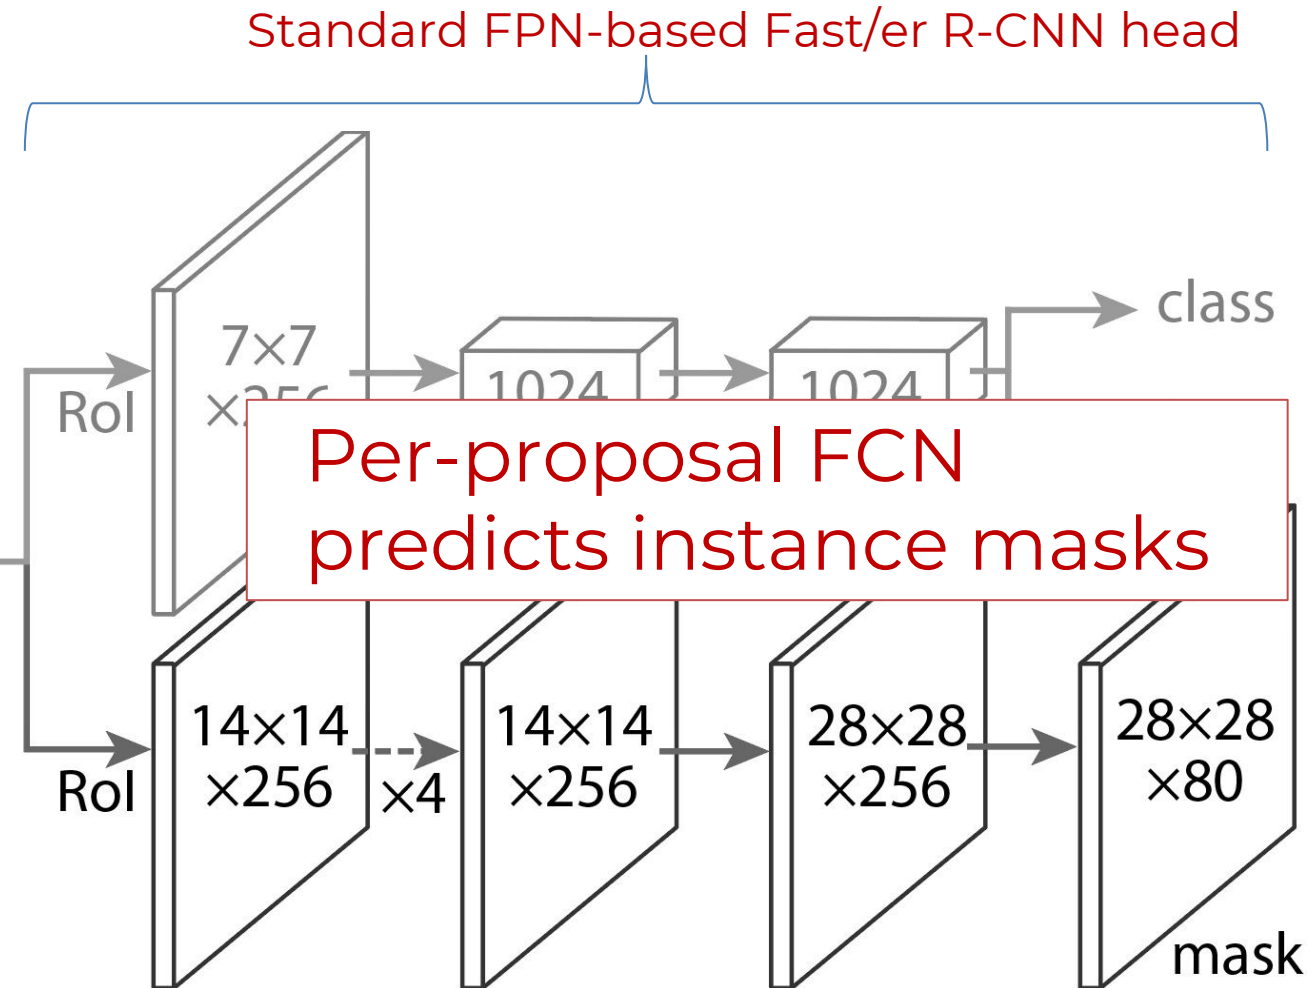 Standard FPN-based Fast/er R-CNN head
class
7×7
1024
1024
RoI
×256
Per-proposal FCN
predicts instance masks
14×14
×256
RoI
×4
14×14
×256
28×28
×256
28×28
×80
mask